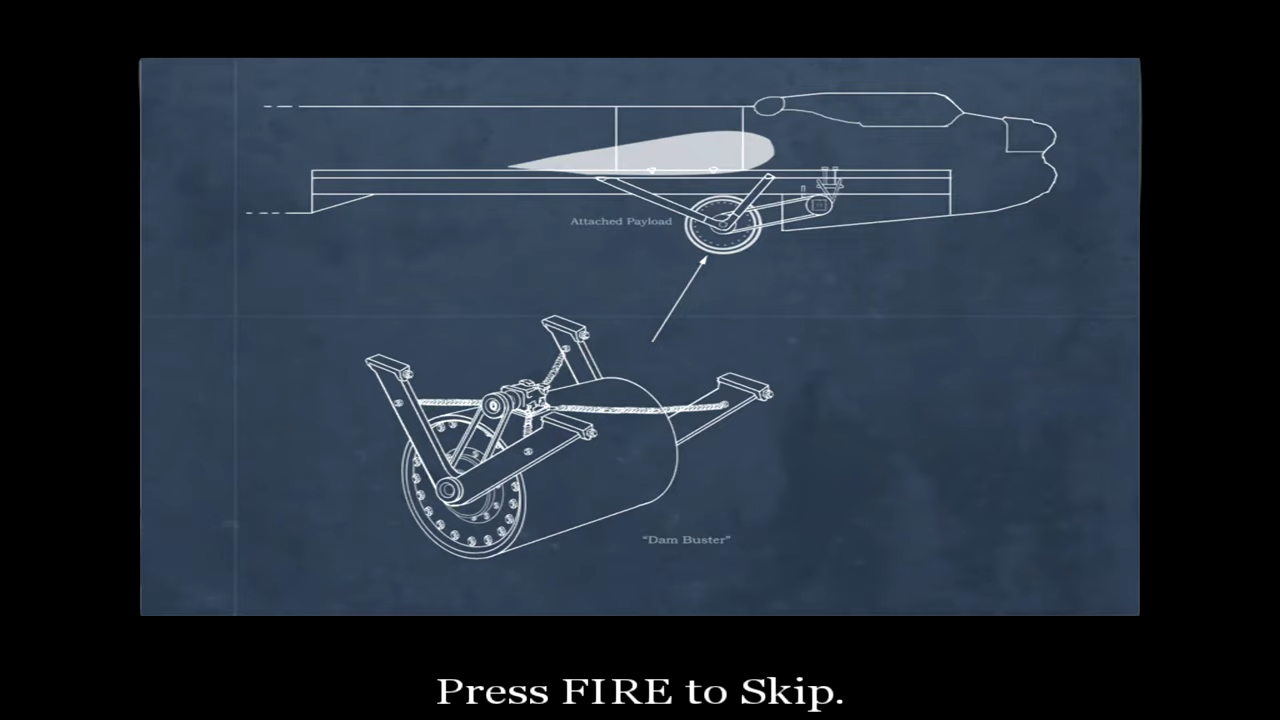 Attached Payload
"Dam Buster"
Press FIRE to Skip.